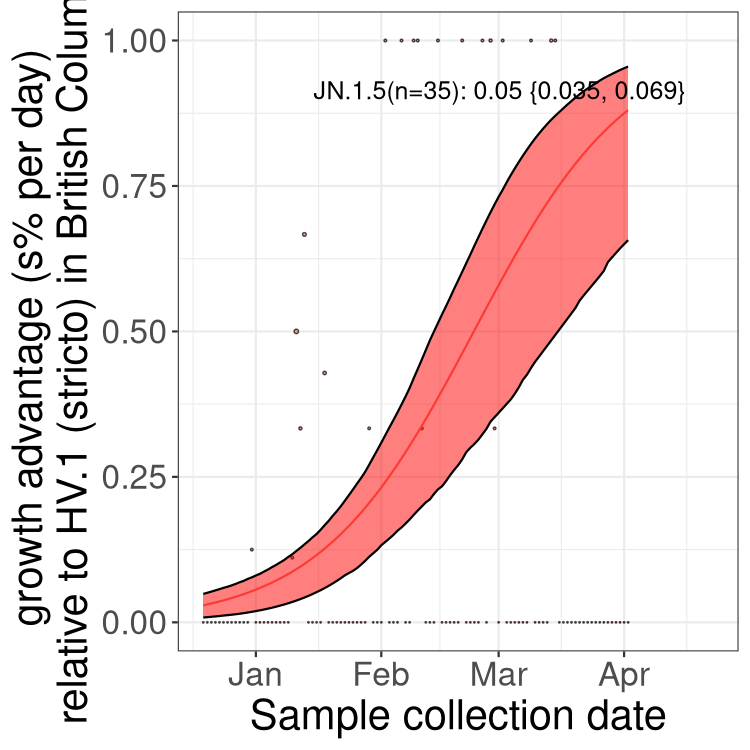 growth advantage (s% per day)
relative to HV.1 (stricto) in British Colum
1.00
0.75
0.50
0.25
0.00
JN.1.5(n=35): 0.05 {0.035, 0.069}
Jan Feb Mar Apr
Sample collection date